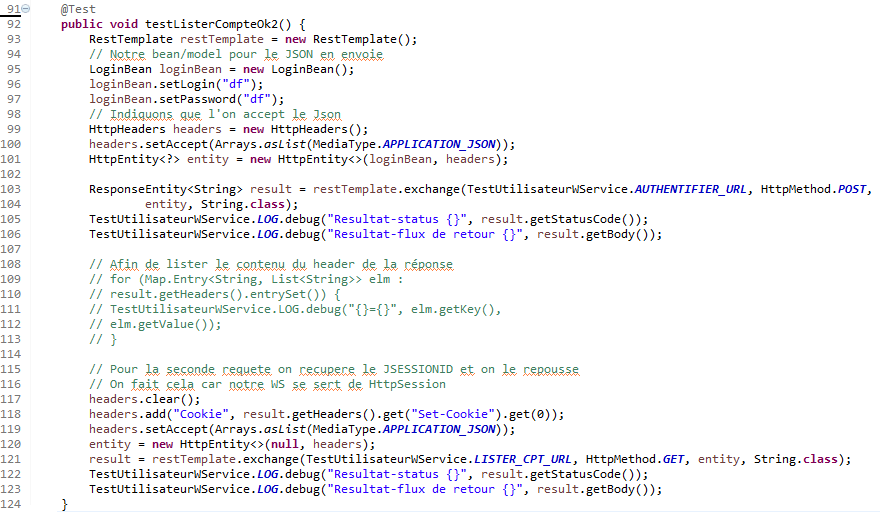 91 @Test
92 public void testListerCompteOk2() {
93 RestTemplate restTemplate = new RestTemplate();
94 // Notre bean/model pour le JSON en envoie
95 LoginBean loginBean = new LoginBean();
96 loginBean.setLogin("df");
97 loginBean.setPassword("df");
98 // Indiquons que l'on accept le Json
99 HttpHeaders headers = new HttpHeaders();
100 headers.setAccept(Arrays.asList(MediaType.APPLICATION_JSON));
101 HttpEntity<?> entity = new HttpEntity<>(loginBean, headers);
102
103 ResponseEntity<String> result = restTemplate.exchange(TestUtilisateurWService.AUTHENTIFIER_URL, HttpMethod.POST,
104 entity, String.class);
105 TestUtilisateurWService.LOG.debug("Resultat-status {}", result.getStatusCode());
106 TestUtilisateurWService.LOG.debug("Resultat-flux de retour {}", result.getBody());
107
108 // Afin de lister le contenu du header de la réponse
109 // for (Map.Entry<String, List<String>> elm :
110 // result.getHeaders().entrySet()) {
111 // TestUtilisateurWService.LOG.debug("{}={}", elm.getKey(),
112 // elm.getValue());
113 // }
114
115 // Pour la seconde requete on recupere le JSESSIONID et on le repousse
116 // On fait cela car notre WS se sert de HttpSession
117 headers.clear();
118 headers.add("Cookie", result.getHeaders().get("Set-Cookie").get(0));
119 headers.setAccept(Arrays.asList(MediaType.APPLICATION_JSON));
120 entity = new HttpEntity<>(null, headers);
121 result = restTemplate.exchange(TestUtilisateurWService.LISTER_CPT_URL, HttpMethod.GET, entity, String.class);
122 TestUtilisateurWService.LOG.debug("Resultat-status {}", result.getStatusCode());
123 TestUtilisateurWService.LOG.debug("Resultat-flux de retour {}", result.getBody());
124 }